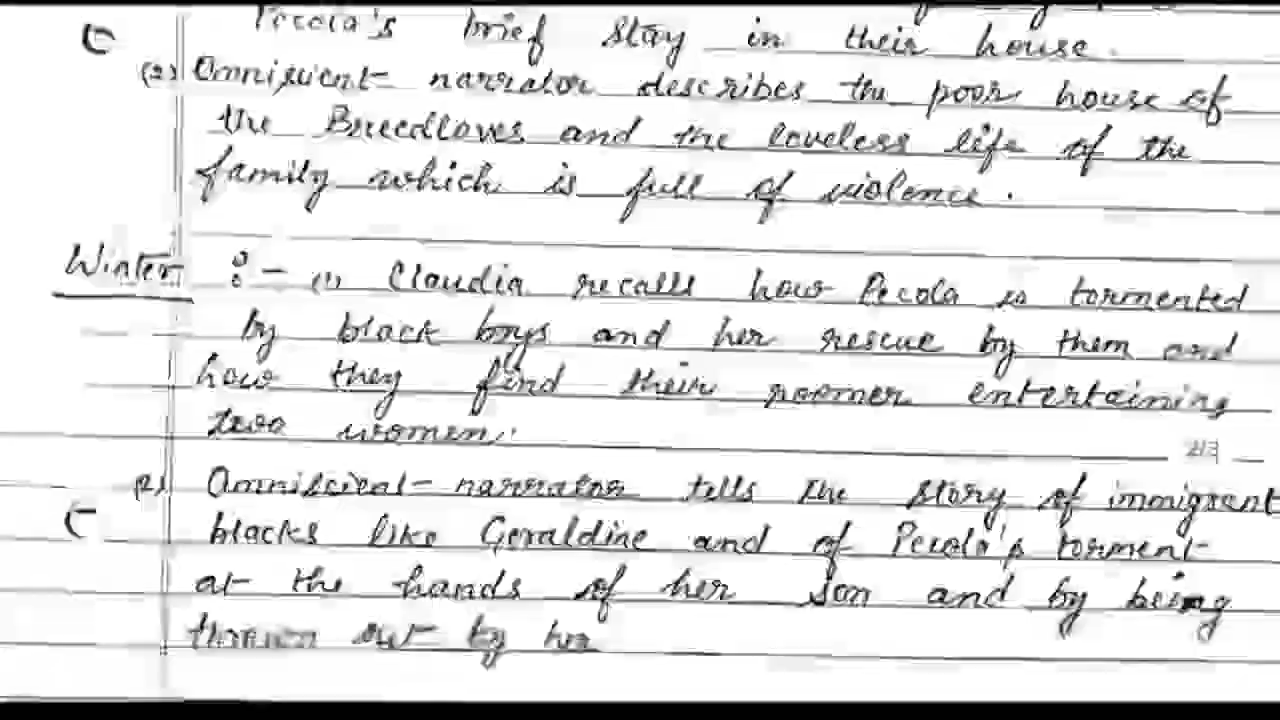 Pecola's brief stay in their house.
(2) Omniscient narrator describes the poor house of
the Breedloves and the loveless life of the
family which is full of violence.
Winter :- (1) Claudia recalls how Pecola is tormented
by black boys and her rescue by them and
how they find their roomer entertaining
two women.
213
(2) Omniscient narrator tells the story of immigrant
blacks like Geraldine and of Pecola's torment
at the hands of her son and by being
thrown out by her